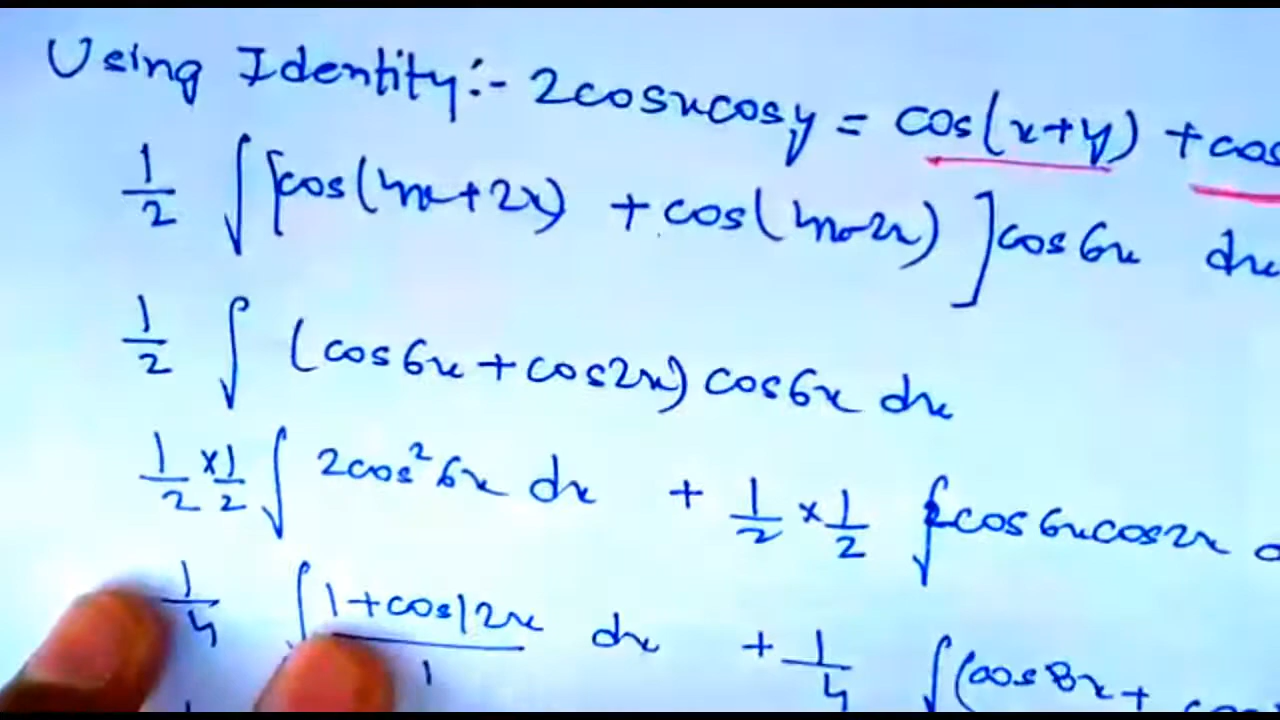 Using Identity:- 2cosxcosy = cos(x+y) + cos
1/2 ∫[cos(4x+2x) + cos(4x-2x)]cos6x dx
1/2 ∫ (cos6x+cos2x) cos6x dx
1/2 ×1/2 ∫ 2cos²6x dx + 1/2 ×1/2 ∫2cos6xcos2x d
1/4 ∫ 1+cos12x/1 dx + 1/4 ∫(cos8x+